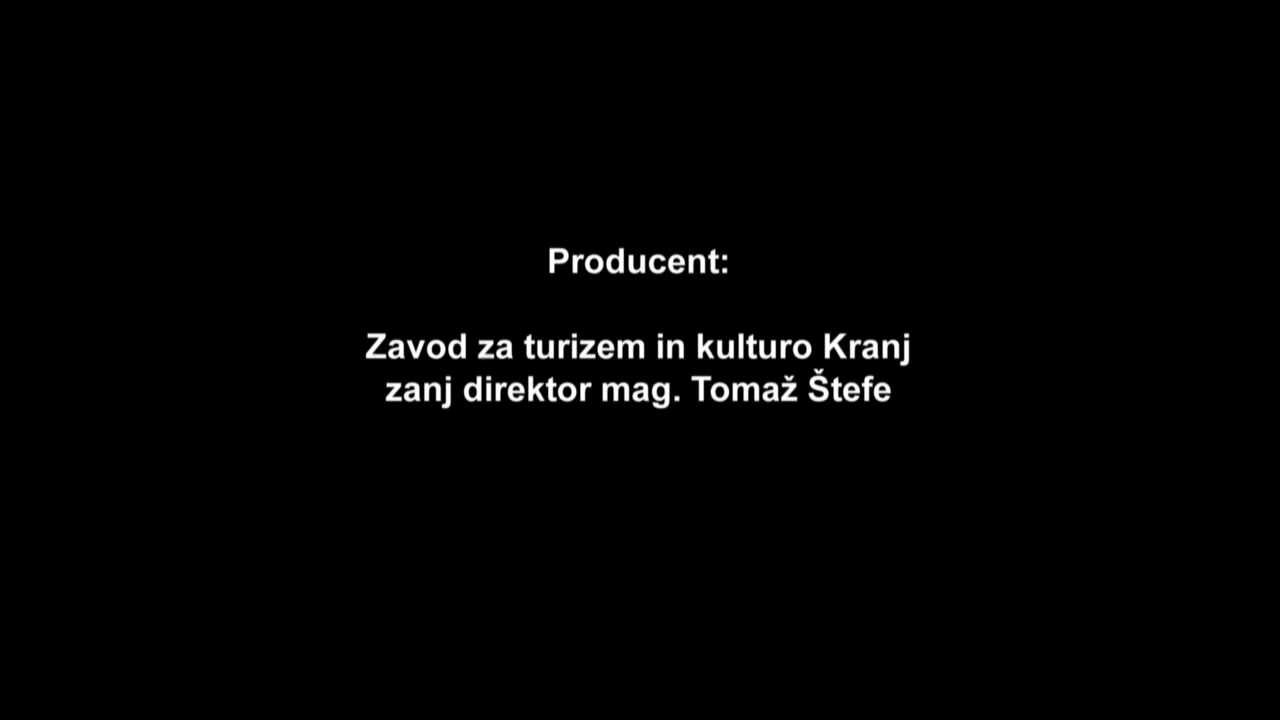 Producent:
Zavod za turizem in kulturo Kranj
zanj direktor mag. Tomaž Štefe